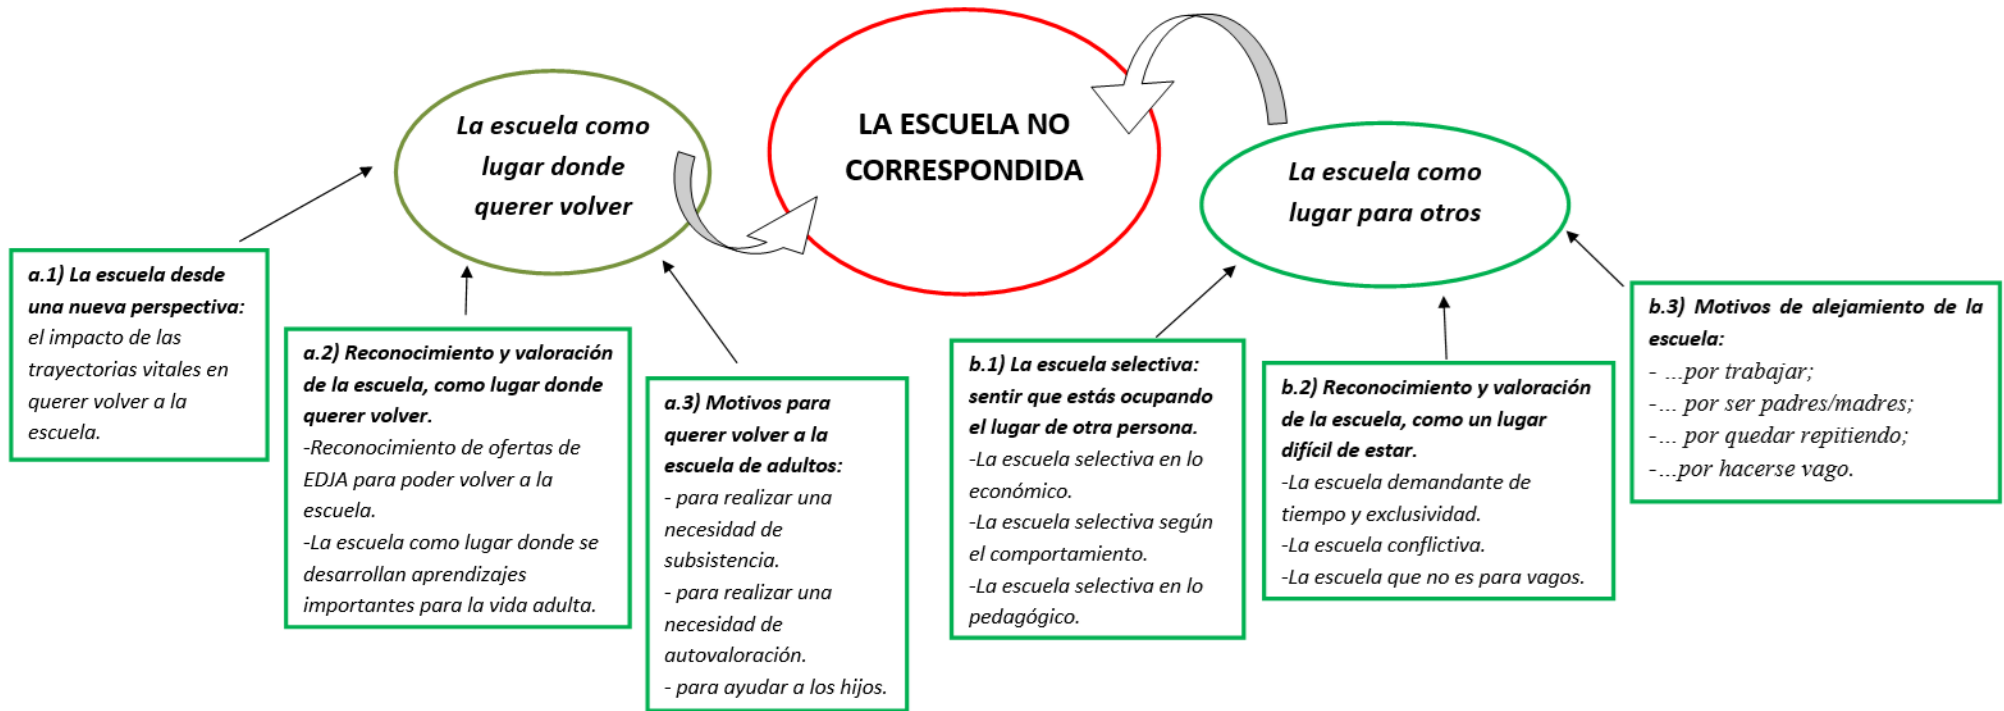 La escuela como
lugar donde
querer volver
LA ESCUELA NO
CORRESPONDIDA
La escuela como
lugar para otros
a.1) La escuela desde
una nueva perspectiva:
el impacto de las
trayectorias vitales en
querer volver a la
escuela.
a.2) Reconocimiento y valoración
de la escuela, como lugar donde
querer volver.
-Reconocimiento de ofertas de
EDJA para poder volver a la
escuela.
-La escuela como lugar donde se
desarrollan aprendizajes
importantes para la vida adulta.
a.3) Motivos para
querer volver a la
escuela de adultos:
- para realizar una
necesidad de
subsistencia.
- para realizar una
necesidad de
autovaloración.
- para ayudar a los hijos.
b.1) La escuela selectiva:
sentir que estás ocupando
el lugar de otra persona.
-La escuela selectiva en lo
económico.
-La escuela selectiva según
el comportamiento.
-La escuela selectiva en lo
pedagógico.
b.2) Reconocimiento y valoración
de la escuela, como un lugar
difícil de estar.
-La escuela demandante de
tiempo y exclusividad.
-La escuela conflictiva.
-La escuela que no es para vagos.
b.3) Motivos de alejamiento de la
escuela:
- ...por trabajar;
-... por ser padres/madres;
-... por quedar repitiendo;
-...por hacerse vago.